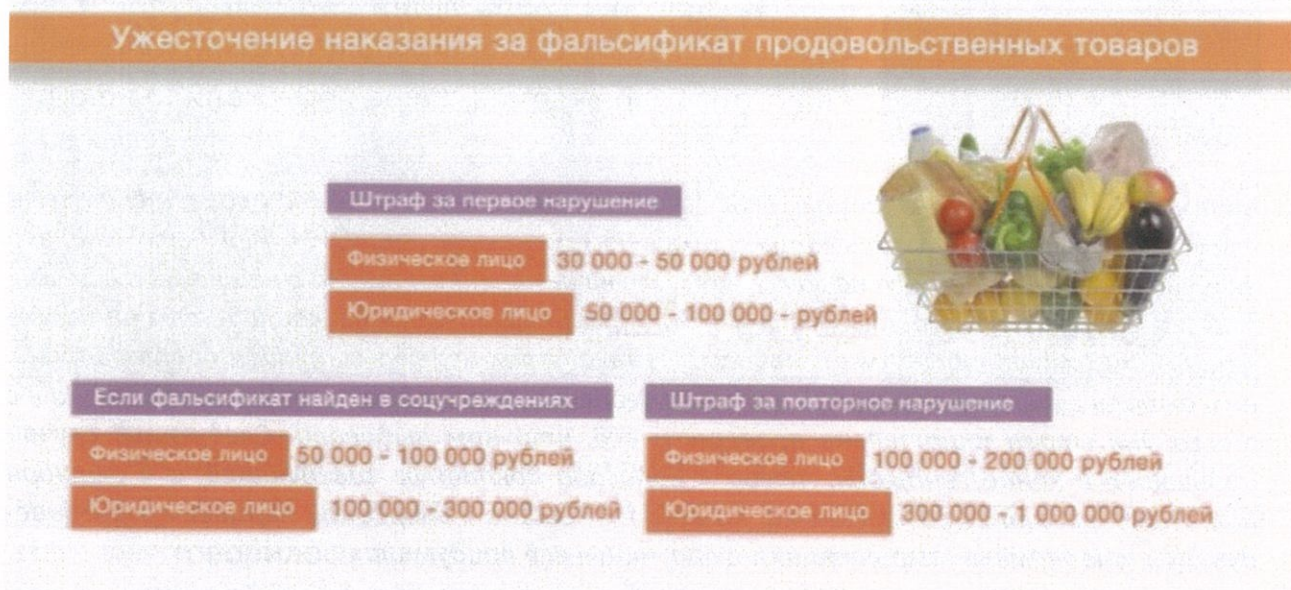 Ужесточение наказания за фальсификат продовольственных товаров
Штраф за первое нарушение
Физическое лицо 30 000 - 50 000 рублей
Юридическое лицо 50 000 - 100 000 - рублей
Если фальсификат найден в соцучреждениях
Физическое лицо 50 000 - 100 000 рублей
Юридическое лицо 100 000 - 300 000 рублей
Штраф за повторное нарушение
Физическое лицо 100 000 - 200 000 рублей
Юридическое лицо 300 000 - 1 000 000 рублей